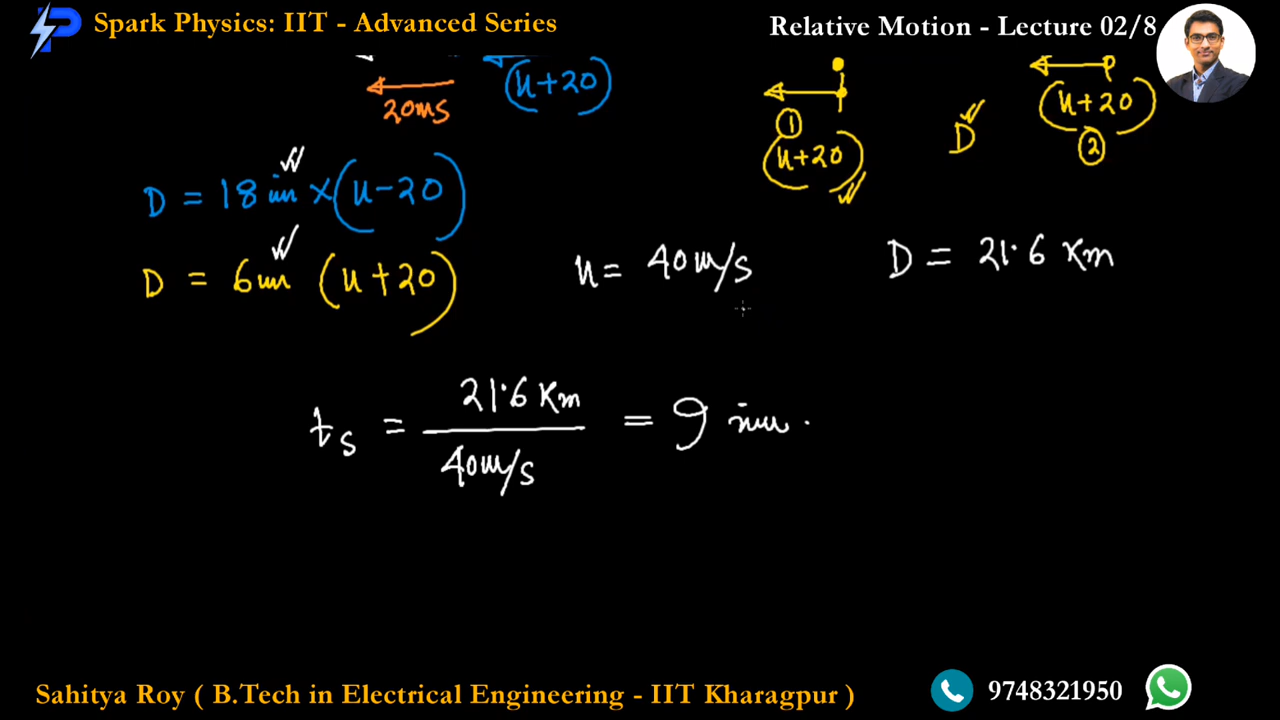 Spark Physics: IIT - Advanced Series
Relative Motion - Lecture 02/8
20ms
(u+20)
①
(u+20)
D
(u+20)
②
D = 18 min × (u-20)
D = 6 min (u+20)
u = 40m/s
D = 21.6 Km
ts = 21.6 Km / 40m/s = 9 min.
Sahitya Roy ( B.Tech in Electrical Engineering - IIT Kharagpur )
9748321950